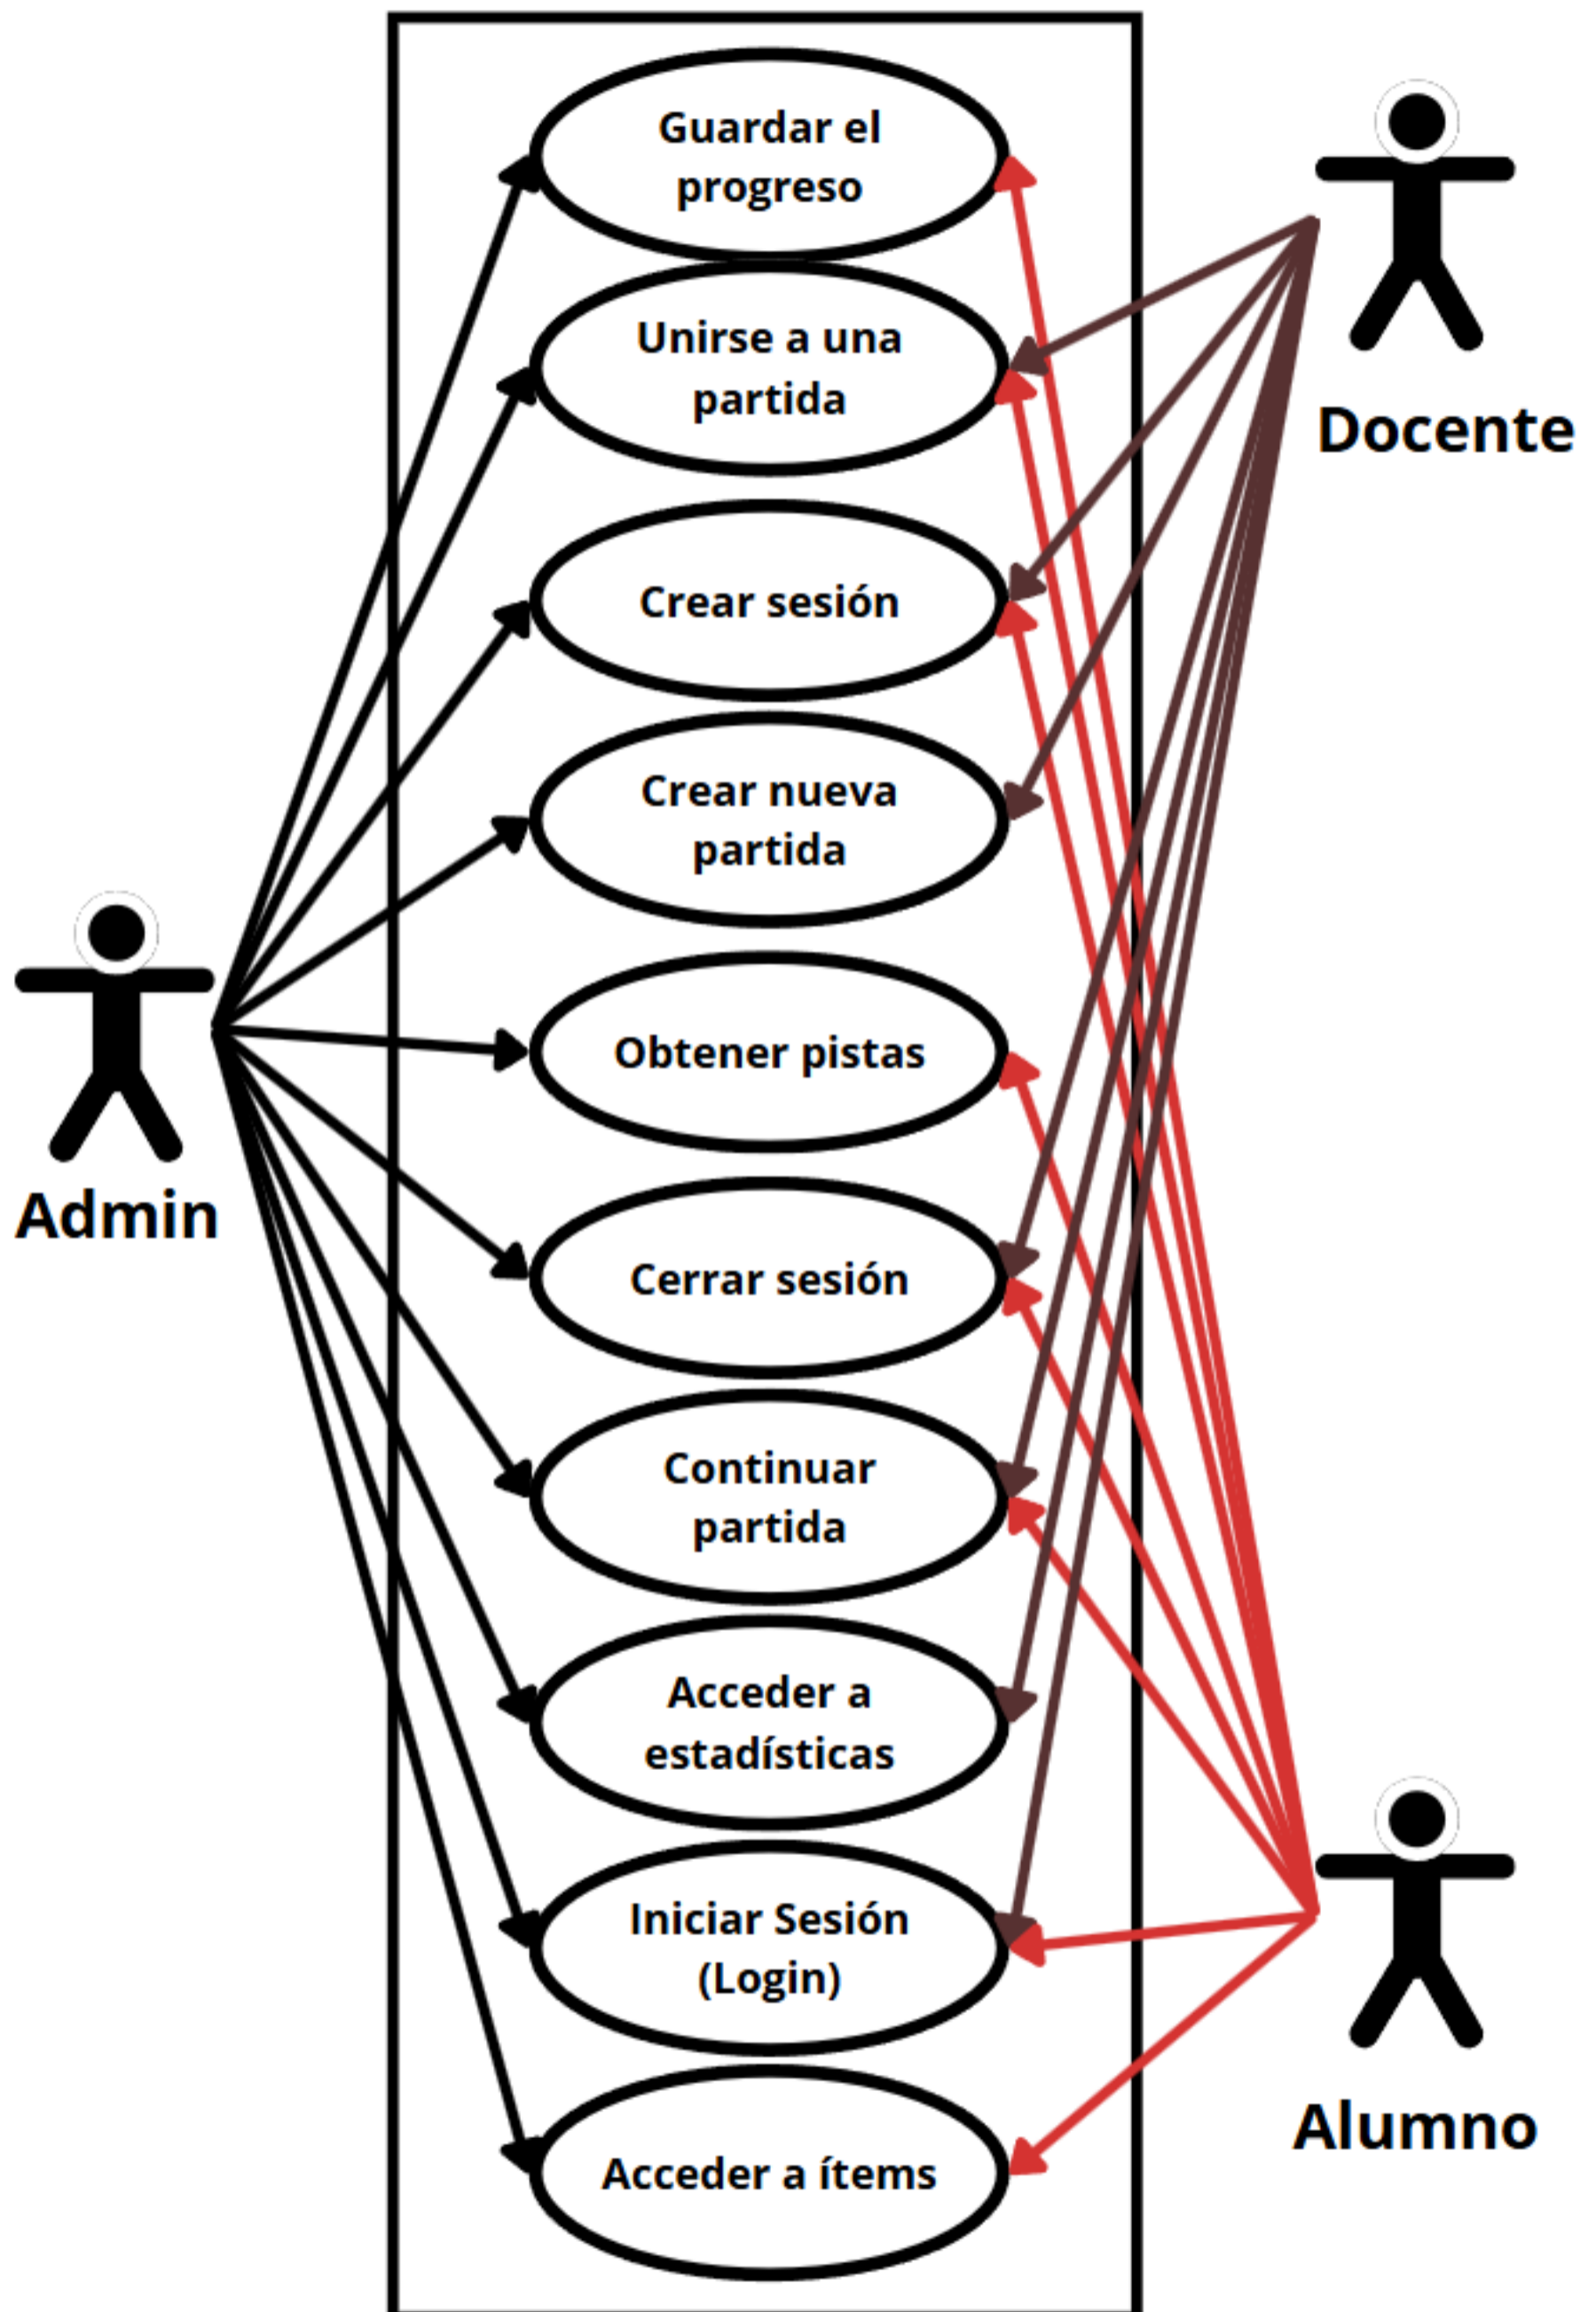 Guardar el
progreso
Unirse a una
partida
Docente
Crear sesión
Crear nueva
partida
Obtener pistas
Admin
Cerrar sesión
Continuar
partida
Acceder a
estadísticas
Iniciar Sesión
(Login)
Alumno
Acceder a ítems